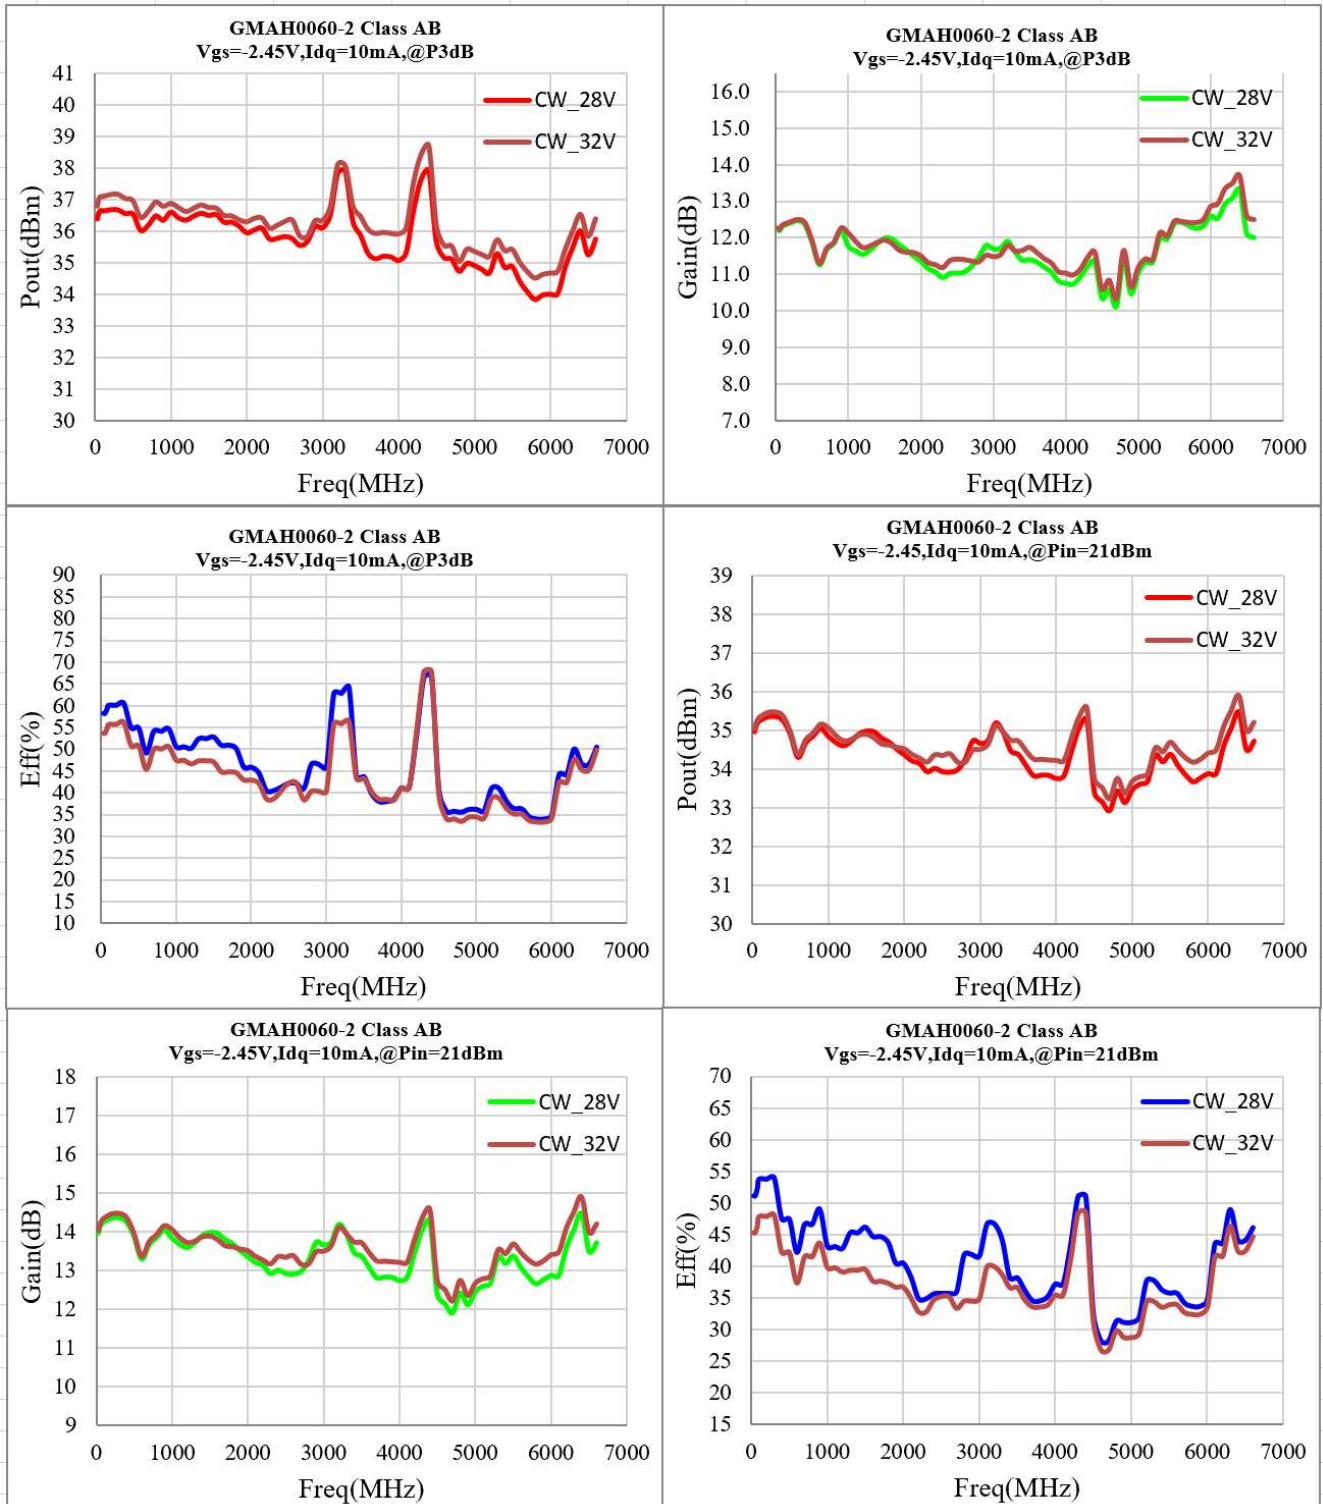 GMAH0060-2 Class AB
Vgs=-2.45V,Idq=10mA,@P3dB
41
40
39
38
37
36
35
34
33
32
31
30
Pout(dBm)
CW_28V
CW_32V
0 1000 2000 3000 4000 5000 6000 7000
Freq(MHz)
GMAH0060-2 Class AB
Vgs=-2.45V,Idq=10mA,@P3dB
16.0
15.0
14.0
13.0
12.0
11.0
10.0
9.0
8.0
7.0
Gain(dB)
CW_28V
CW_32V
0 1000 2000 3000 4000 5000 6000 7000
Freq(MHz)
GMAH0060-2 Class AB
Vgs=-2.45V,Idq=10mA,@P3dB
90
85
80
75
70
65
60
55
50
45
40
35
30
25
20
15
10
Eff(%)
0 1000 2000 3000 4000 5000 6000 7000
Freq(MHz)
GMAH0060-2 Class AB
Vgs=-2.45,Idq=10mA,@Pin=21dBm
39
38
37
36
35
34
33
32
31
30
Pout(dBm)
CW_28V
CW_32V
0 1000 2000 3000 4000 5000 6000 7000
Freq(MHz)
GMAH0060-2 Class AB
Vgs=-2.45V,Idq=10mA,@Pin=21dBm
18
17
16
15
14
13
12
11
10
9
Gain(dB)
CW_28V
CW_32V
0 1000 2000 3000 4000 5000 6000 7000
Freq(MHz)
GMAH0060-2 Class AB
Vgs=-2.45V,Idq=10mA,@Pin=21dBm
70
65
60
55
50
45
40
35
30
25
20
15
Eff(%)
CW_28V
CW_32V
0 1000 2000 3000 4000 5000 6000 7000
Freq(MHz)